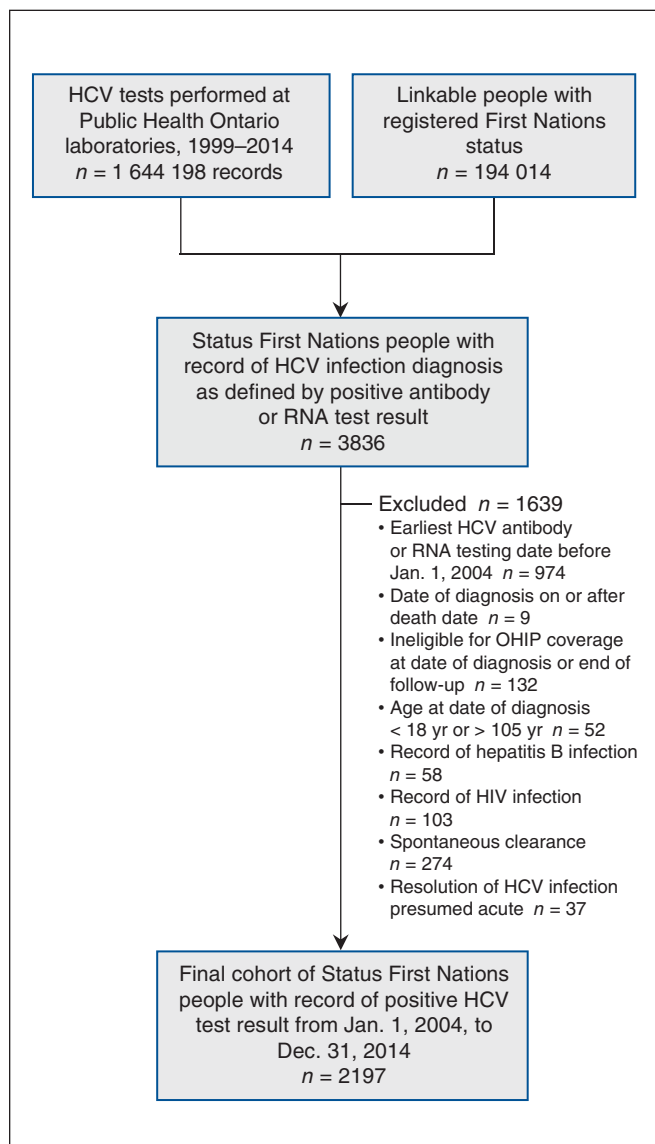 HCV tests performed at
Public Health Ontario
laboratories, 1999–2014
n = 1 644 198 records
Linkable people with
registered First Nations
status
n = 194 014
Status First Nations people with
record of HCV infection diagnosis
as defined by positive antibody
or RNA test result
n = 3836
Excluded n = 1639
• Earliest HCV antibody
or RNA testing date before
Jan. 1, 2004 n = 974
• Date of diagnosis on or after
death date n = 9
• Ineligible for OHIP coverage
at date of diagnosis or end of
follow-up n = 132
• Age at date of diagnosis
< 18 yr or > 105 yr n = 52
• Record of hepatitis B infection
n = 58
• Record of HIV infection
n = 103
• Spontaneous clearance
n = 274
• Resolution of HCV infection
presumed acute n = 37
Final cohort of Status First Nations
people with record of positive HCV
test result from Jan. 1, 2004, to
Dec. 31, 2014
n = 2197